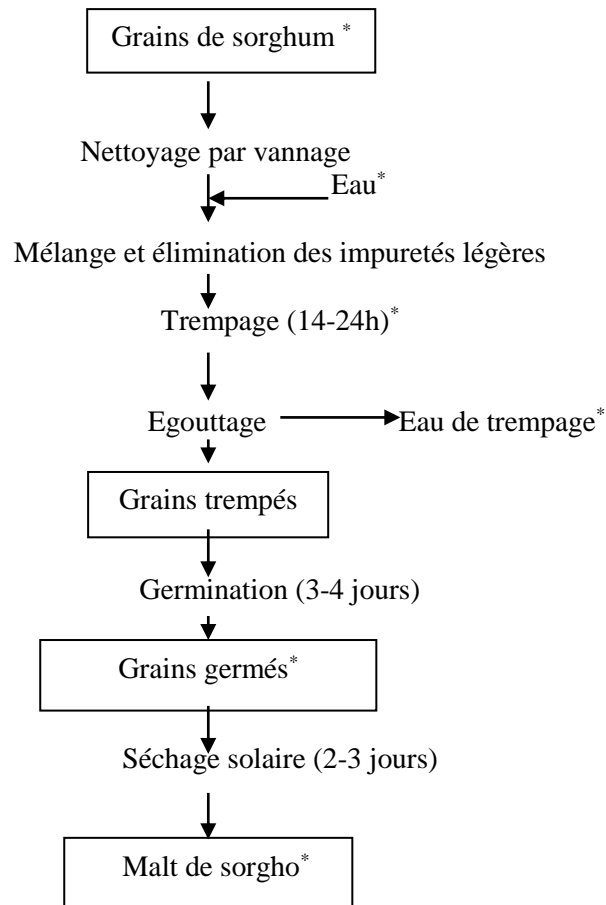 Grains de sorghum *
Nettoyage par vannage
Eau*
Mélange et élimination des impuretés légères
Trempage (14-24h)*
Egouttage
Eau de trempage*
Grains trempés
Germination (3-4 jours)
Grains germés*
Séchage solaire (2-3 jours)
Malt de sorgho*